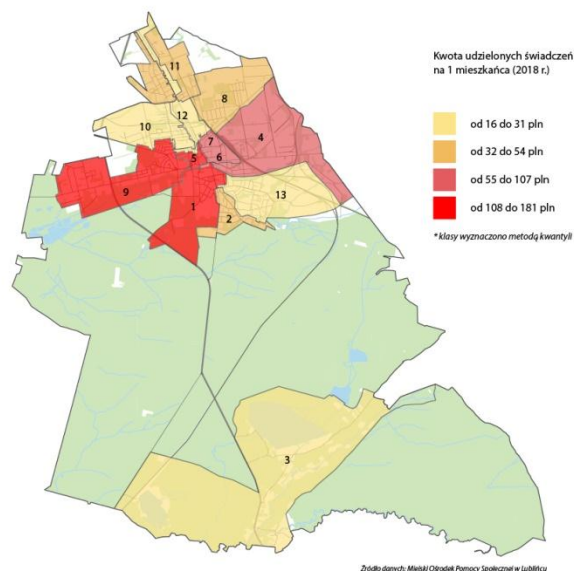 Kwota udzielonych świadczeń
na 1 mieszkańca (2018 r.)
od 16 do 31 pln
od 32 do 54 pln
od 55 do 107 pln
od 108 do 181 pln
* klasy wyznaczono metodą kwantyli
11
8
12
10
7
4
5
6
9
13
1
2
3
Źródło danych: Miejski Ośrodek Pomocy Społecznej w Lublińcu